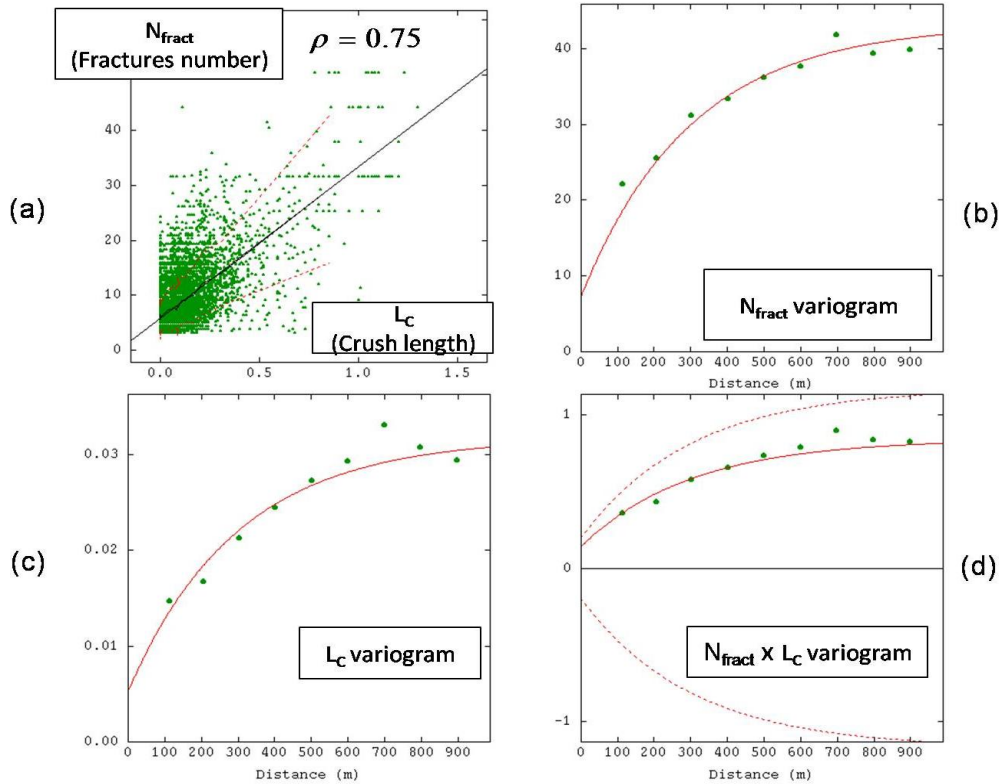 (a)
N_fract
(Fractures number)
ρ = 0.75
50
40
30
20
10
0
L_C
(Crush length)
0.0 0.5 1.0 1.5
(b)
40
30
20
10
0
N_fract variogram
0 100 200 300 400 500 600 700 800 900
Distance (m)
(c)
0.03
0.02
0.01
0.00
L_C variogram
0 100 200 300 400 500 600 700 800 900
Distance (m)
(d)
1
0
-1
N_fract x L_C variogram
0 100 200 300 400 500 600 700 800 900
Distance (m)